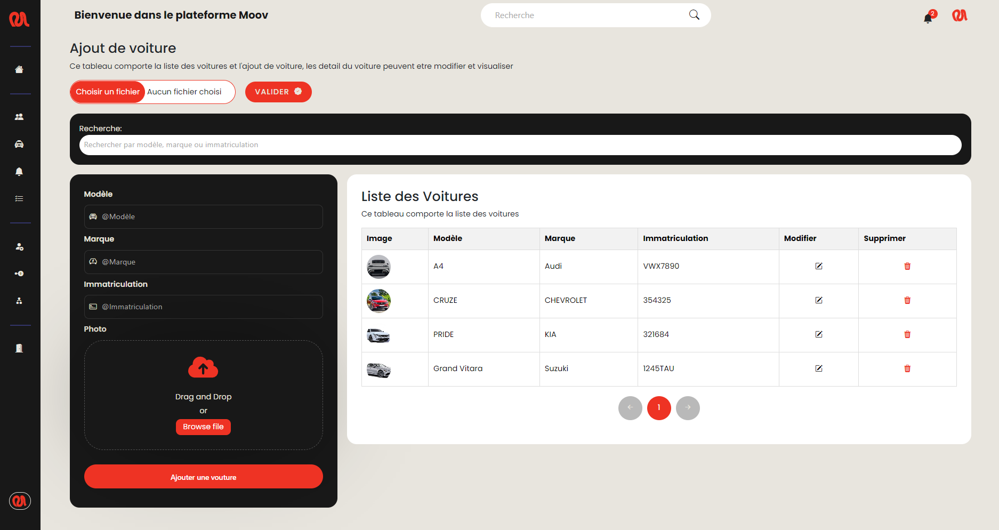 Bienvenue dans le plateforme Moov
Recherche
2
Ajout de voiture
Ce tableau comporte la liste des voitures et l'ajout de voiture, les detail du voiture peuvent etre modifier et visualiser
Choisir un fichier Aucun fichier choisi
VALIDER
Recherche:
Rechercher par modèle, marque ou immatriculation
Modèle
@Modèle
Marque
@Marque
Immatriculation
@Immatriculation
Photo
Drag and Drop
or
Browse file
Ajouter une vouture
Liste des Voitures
Ce tableau comporte la liste des voitures
Image Modèle Marque Immatriculation Modifier Supprimer
A4 Audi VWX7890
CRUZE CHEVROLET 354325
PRIDE KIA 321684
Grand Vitara Suzuki 1245TAU
← 1 →